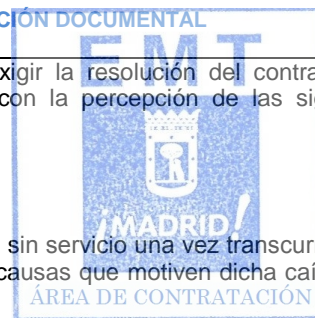 CIÓN DOCUMENTAL
EMT
xigir la resolución del contra
con la percepción de las si
¡MADRID!
sin servicio una vez transcur
causas que motiven dicha caí
ÁREA DE CONTRATACIÓN